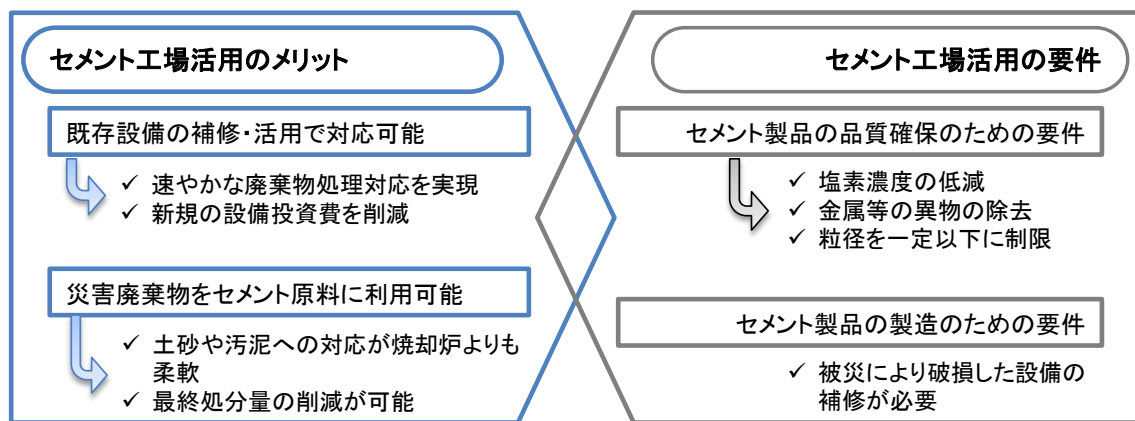 セメント工場活用のメリット
既存設備の補修・活用で対応可能
✓ 速やかな廃棄物処理対応を実現
✓ 新規の設備投資費を削減
災害廃棄物をセメント原料に利用可能
✓ 土砂や汚泥への対応が焼却炉よりも
柔軟
✓ 最終処分量の削減が可能
セメント工場活用の要件
セメント製品の品質確保のための要件
✓ 塩素濃度の低減
✓ 金属等の異物の除去
✓ 粒径を一定以下に制限
セメント製品の製造のための要件
✓ 被災により破損した設備の
補修が必要